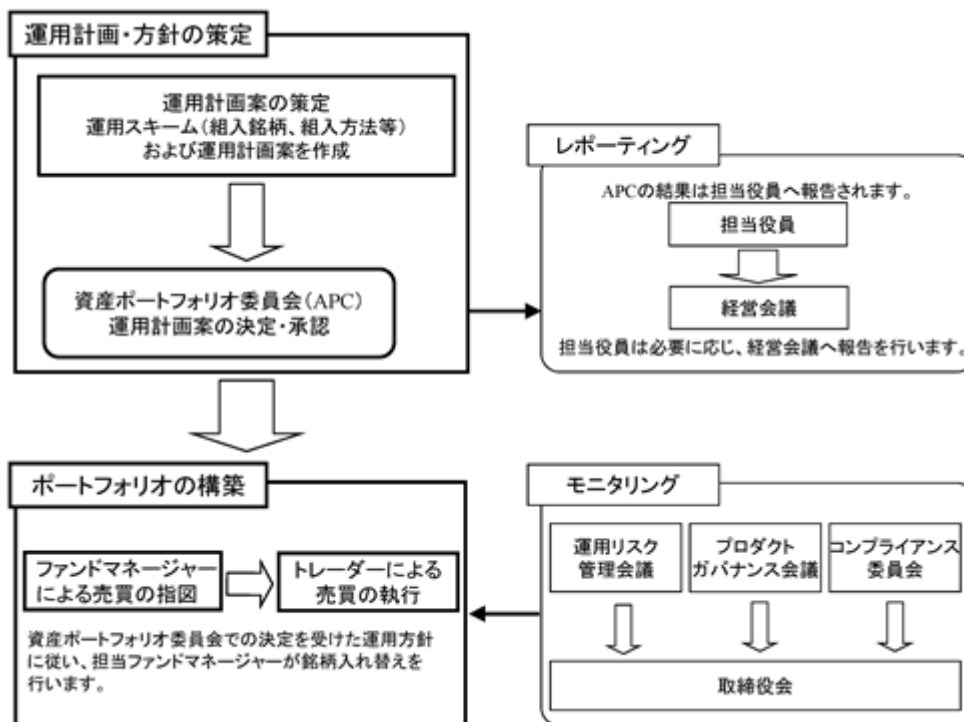 運用計画・方針の策定
運用計画案の策定
運用スキーム(組入銘柄、組入方法等)
および運用計画案を作成
資産ポートフォリオ委員会(APC)
運用計画案の決定・承認
レポーティング
APCの結果は担当役員へ報告されます。
担当役員
経営会議
担当役員は必要に応じ、経営会議へ報告を行います。
ポートフォリオの構築
ファンドマネージャー
による売買の指図
トレーダーによる
売買の執行
資産ポートフォリオ委員会での決定を受けた運用方針
に従い、担当ファンドマネージャーが銘柄入れ替えを
行います。
モニタリング
運用リスク
管理会議
プロダクト
ガバナンス会議
コンプライアンス
委員会
取締役会